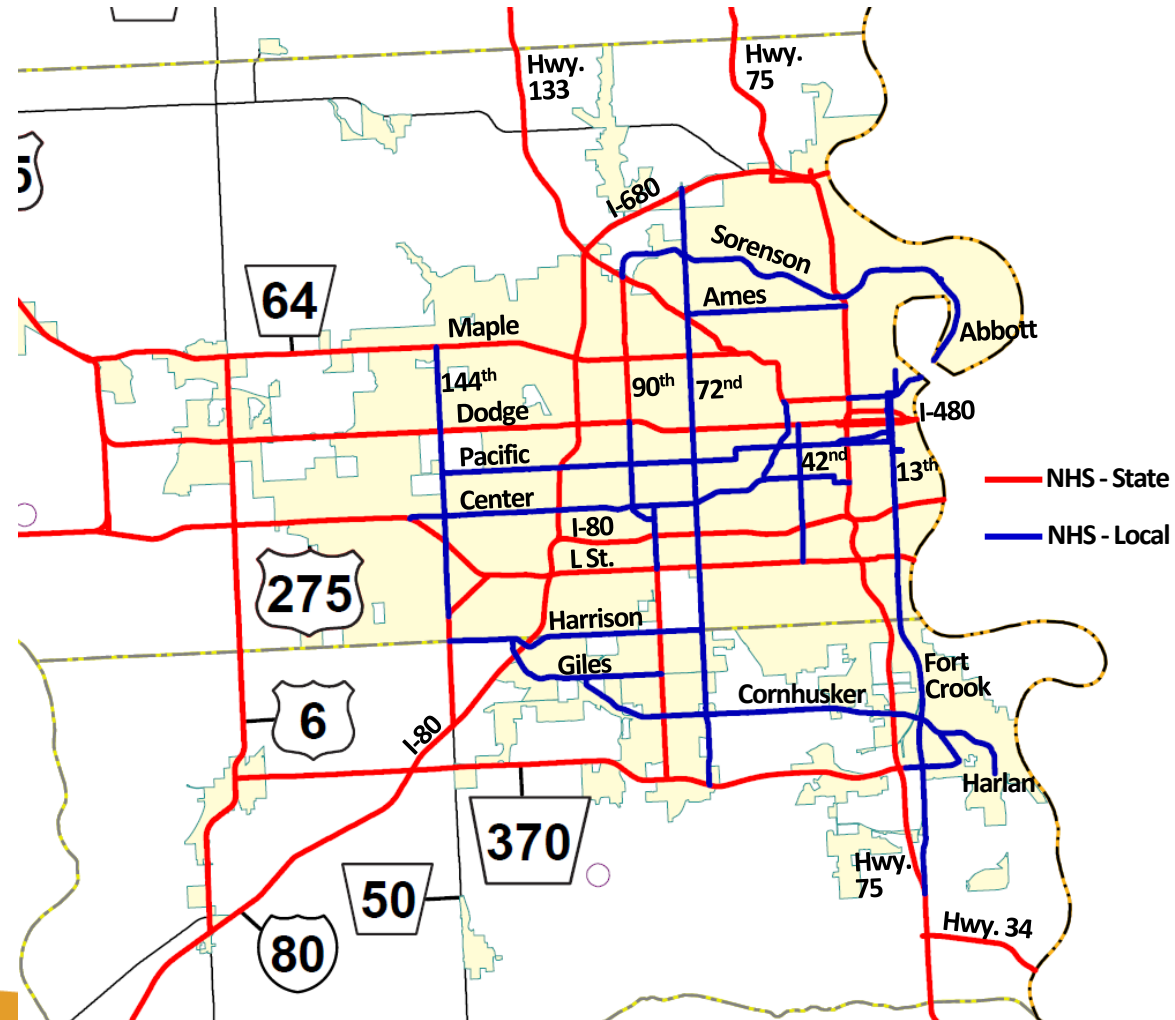 Hwy.
133
Hwy.
75
5
I-680
Sorenson
64
Ames
Maple
Abbott
144th
90th
72nd
Dodge
I-480
Pacific
42nd
13th
NHS - State
Center
I-80
NHS - Local
L St.
275
Harrison
Giles
Fort
Crook
Cornhusker
6
I-80
Harlan
370
Hwy.
75
50
Hwy. 34
80